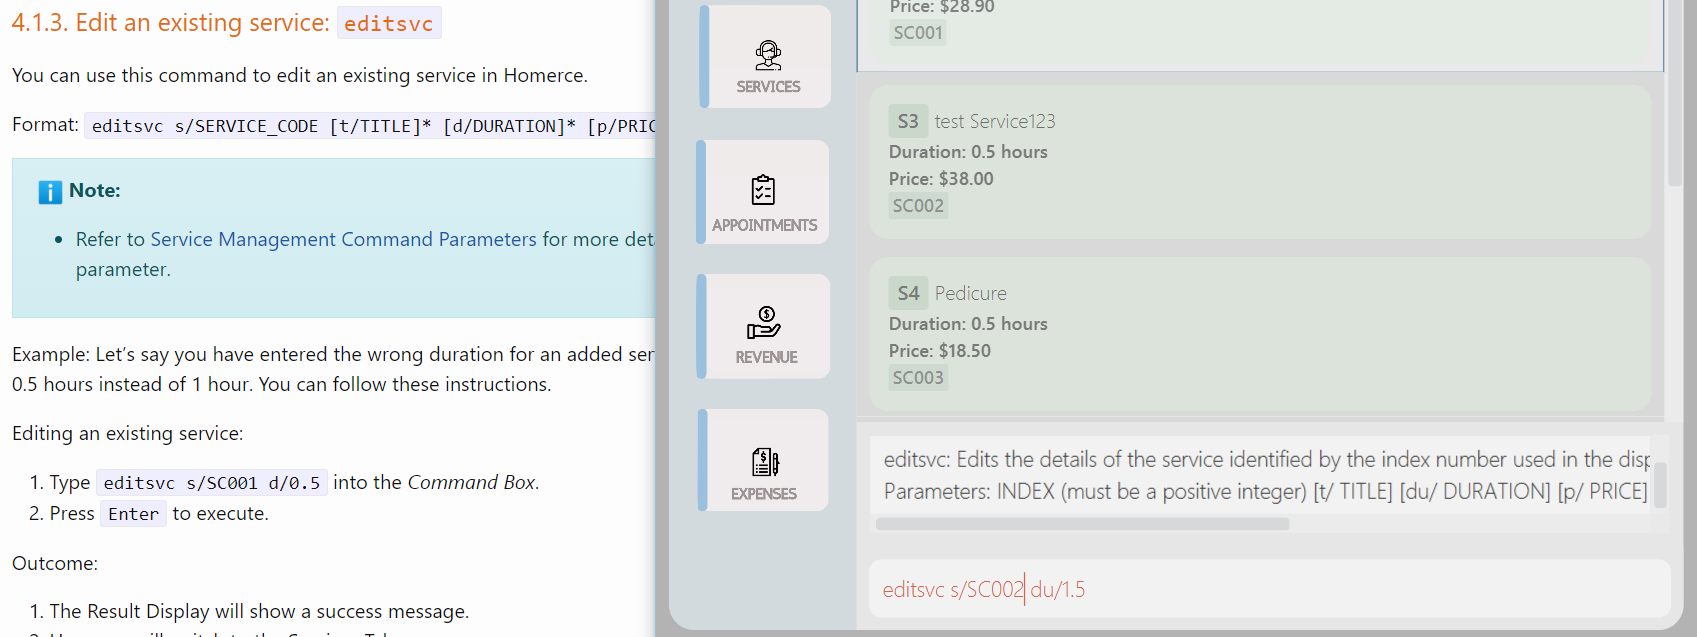 4.1.3. Edit an existing service: editsvc
You can use this command to edit an existing service in Homerce.
Format: editsvc s/SERVICE_CODE [t/TITLE]* [d/DURATION]* [p/PRIC
Note:
• Refer to Service Management Command Parameters for more deta
parameter.
Example: Let's say you have entered the wrong duration for an added ser
0.5 hours instead of 1 hour. You can follow these instructions.
Editing an existing service:
1. Type editsvc s/SC001 d/0.5 into the Command Box.
2. Press Enter to execute.
Outcome:
1. The Result Display will show a success message.
SERVICES
APPOINTMENTS
REVENUE
EXPENSES
Price: $28.90
SC001
S3 test Service123
Duration: 0.5 hours
Price: $38.00
SC002
S4 Pedicure
Duration: 0.5 hours
Price: $18.50
SC003
editsvc: Edits the details of the service identified by the index number used in the disp
Parameters: INDEX (must be a positive integer) [t/ TITLE] [du/ DURATION] [p/ PRICE]
editsvc s/SC002 du/1.5